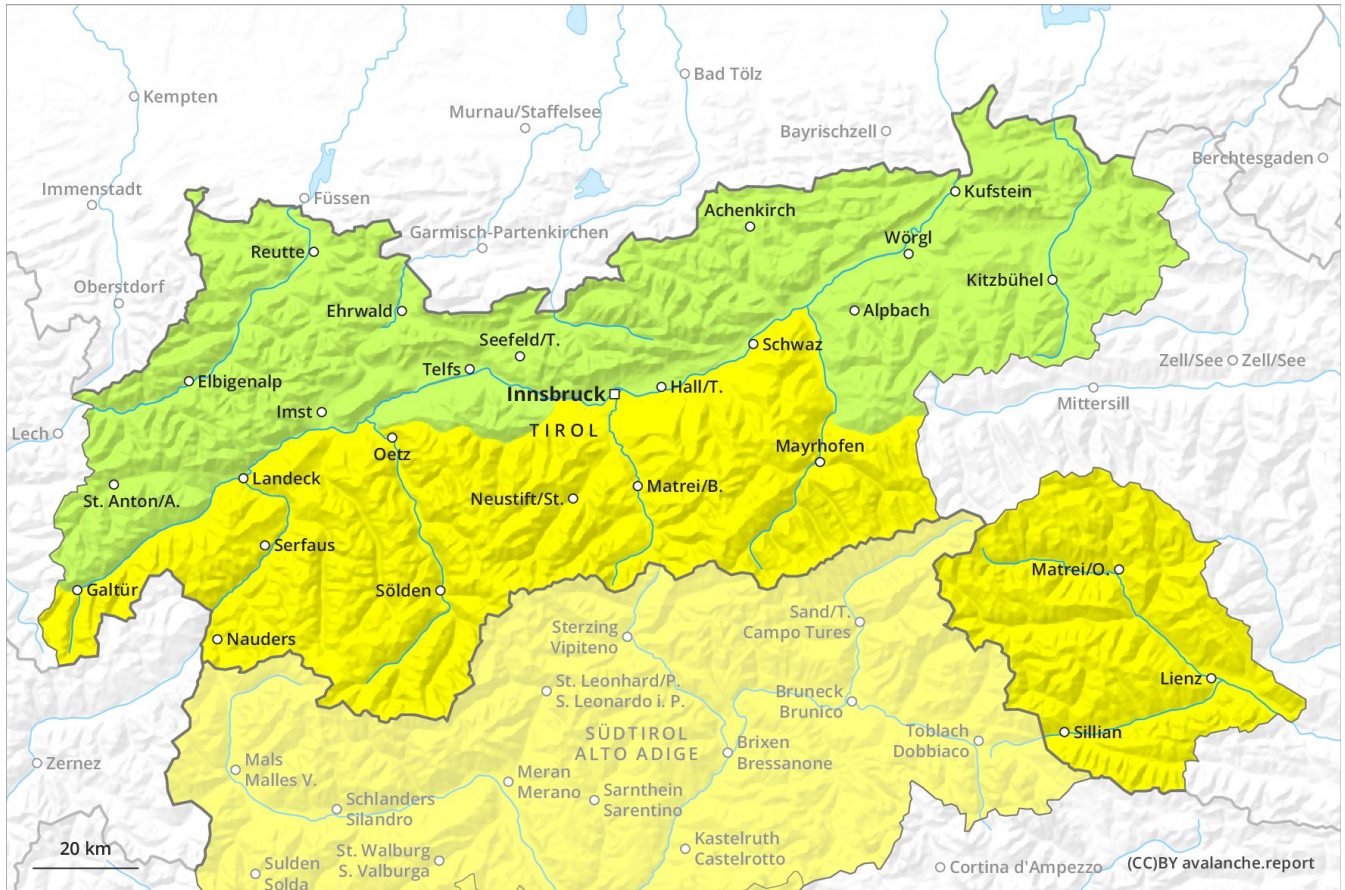 Bad Tölz
Kempten
Murnau/Staffelsee
Bayrischzell
Berchtesgaden
Immenstadt
Füssen
Kufstein
Achenkirch
Garmisch-Partenkirchen
Wörgl
Reutte
Kitzbühel
Oberstdorf
Ehrwald
Alpbach
Seefeld/T.
Schwaz
Zell/See
Zell/See
Telfs
Elbigenalp
Innsbruck
Hall/T.
Mittersill
Imst
Lech
TIROL
Oetz
Mayrhofen
Landeck
St. Anton/A.
Neustift/St.
Matrei/B.
Serfaus
Matrei/O.
Galtür
Sölden
Sand/T.
Campo Tures
Sterzing
Vipiteno
Nauders
Lienz
St. Leonhard/P.
S. Leonardo i. P.
Bruneck
Brunico
Sillian
SÜDTIROL
ALTO ADIGE
Toblach
Dobbiaco
Brixen
Bressanone
Zernez
Mals
Malles V.
Meran
Merano
Sarnthein
Sarentino
Schlanders
Silandro
Kastelruth
Castelrotto
20 km
St. Walburg
S. Valburga
Sulden
Solda
Cortina d'Ampezzo
(CC)BY avalanche.report